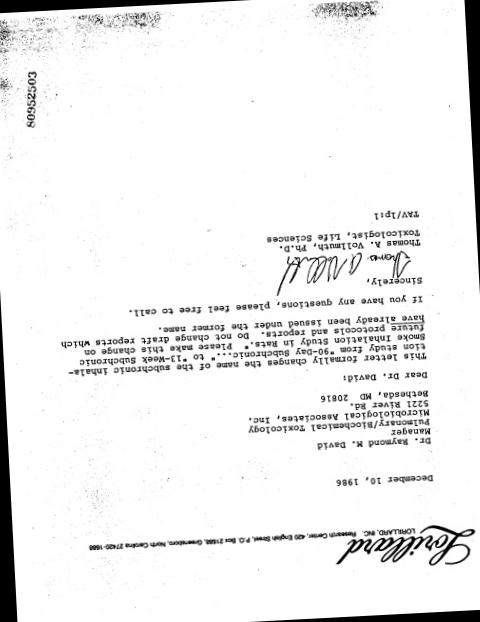 Lorillard
LORILLARD, INC. Research Center, 420 English Street, P.O. Box 21688, Greensboro, North Carolina 27420-1688
December 10, 1986
Dr. Raymond M. David
Manager
Pulmonary/Biochemical Toxicology
Microbiological Associates, Inc.
5221 River Rd.
Bethesda, MD 20816
Dear Dr. David:
This letter formally changes the name of the subchronic inhala-
tion study from "90-Day Subchronic..." to "13-Week Subchronic
Smoke Inhalation Study in Rats." Please make this change on
future protocols and reports. Do not change draft reports which
have already been issued under the former name.
If you have any questions, please feel free to call.
Sincerely,
Thomas A. Vollmuth, Ph.D.
Toxicologist, Life Sciences
TAV/lp:1
80952503